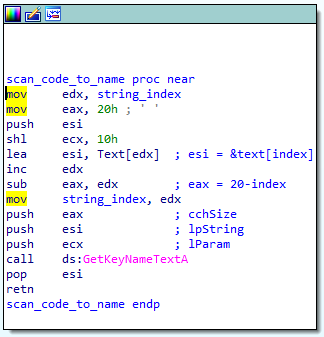 scan_code_to_name proc near
mov     edx, string_index
mov     eax, 20h ; ' '
push    esi
shl     ecx, 10h
lea     esi, Text[edx]  ; esi = &text[index]
inc     edx
sub     eax, edx        ; eax = 20-index
mov     string_index, edx
push    eax             ; cchSize
push    esi             ; lpString
push    ecx             ; lParam
call    ds:GetKeyNameTextA
pop     esi
retn
scan_code_to_name endp